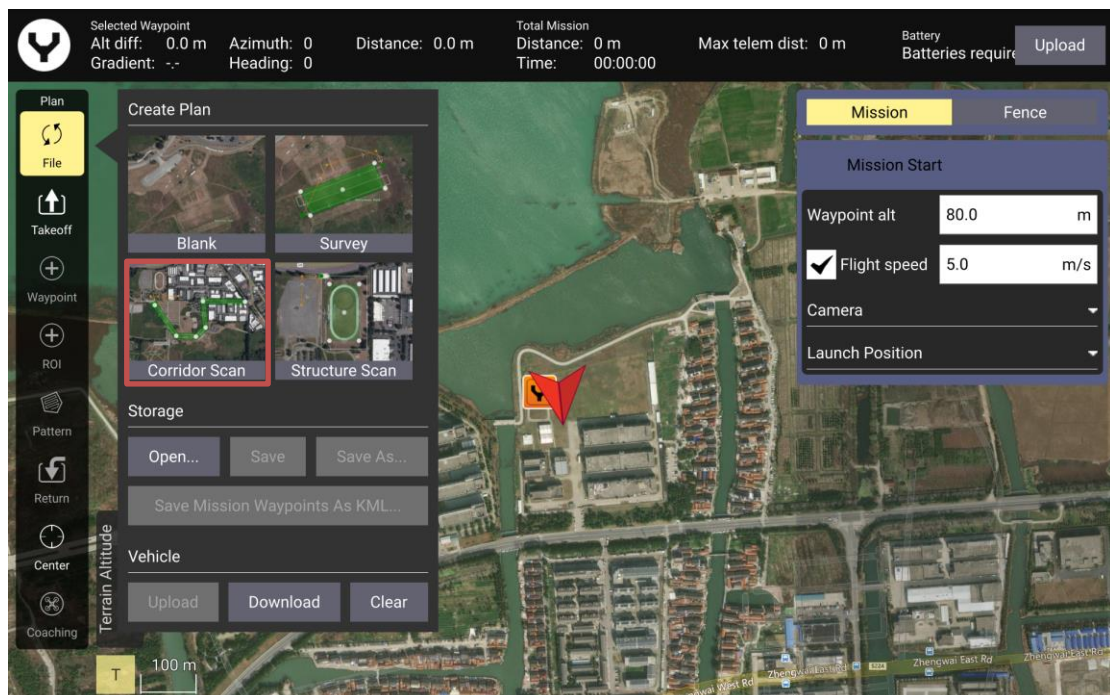 Selected Waypoint
Alt diff: 0.0 m Azimuth: 0 Distance: 0.0 m
Gradient: -.- Heading: 0
Total Mission
Distance: 0 m Max telem dist: 0 m
Time: 00:00:00
Battery
Batteries require
Upload
Plan
File
Takeoff
Waypoint
ROI
Pattern
Return
Center
Coaching
Create Plan
Blank Survey
Corridor Scan Structure Scan
Storage
Open... Save Save As...
Save Mission Waypoints As KML...
Vehicle
Upload Download Clear
Terrain Altitude
T 100 m
Mission Fence
Mission Start
Waypoint alt 80.0 m
Flight speed 5.0 m/s
Camera
Launch Position
Zhengwai East Rd
Zhengwai East Rd
Zhengwai East Rd
S224